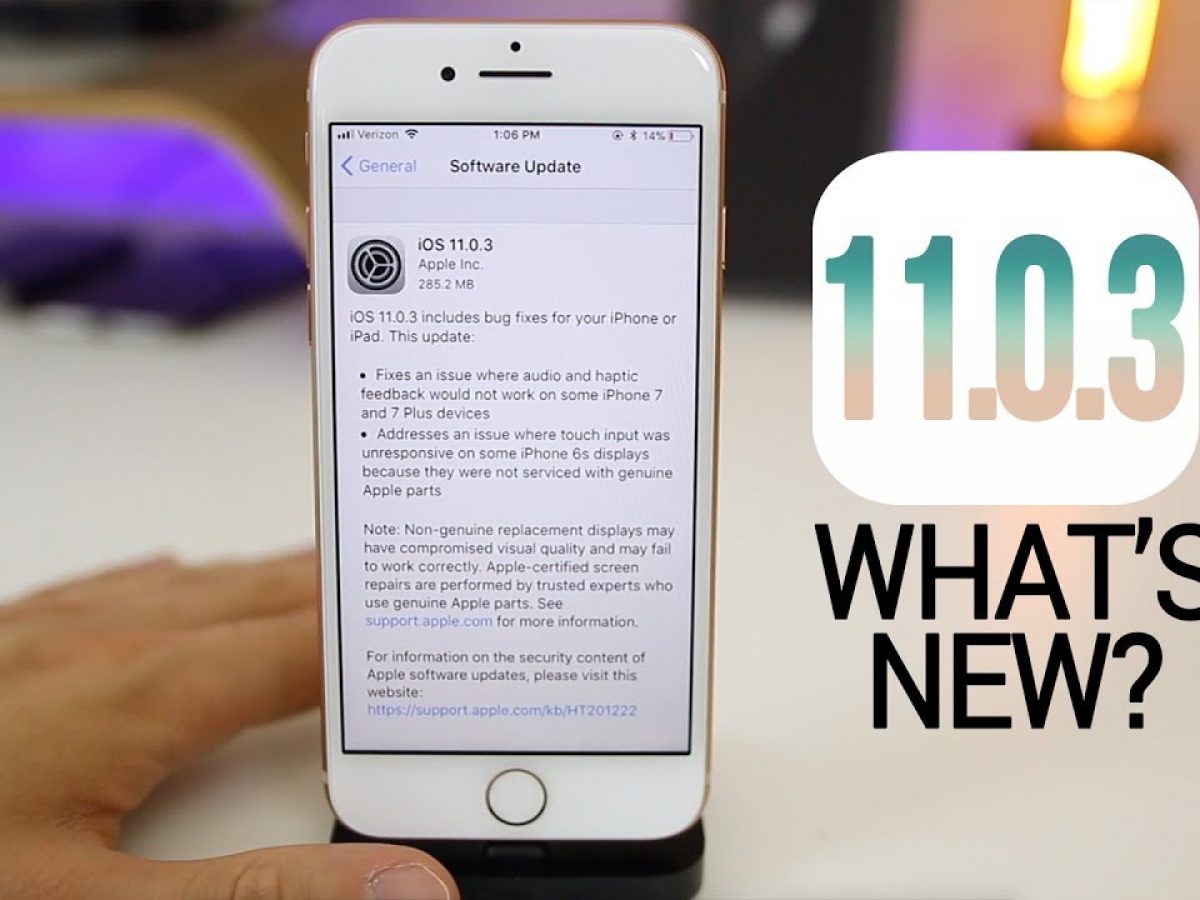 Verizon 1:06 PM 14%
General Software Update
iOS 11.0.3
Apple Inc.
285.2 MB
iOS 11.0.3 includes bug fixes for your iPhone or
iPad. This update:
• Fixes an issue where audio and haptic
feedback would not work on some iPhone 7
and 7 Plus devices
• Addresses an issue where touch input was
unresponsive on some iPhone 6s displays
because they were not serviced with genuine
Apple parts
Note: Non-genuine replacement displays may
have compromised visual quality and may fail
to work correctly. Apple-certified screen
repairs are performed by trusted experts who
use genuine Apple parts. See
support.apple.com for more information.
For information on the security content of
Apple software updates, please visit this
website:
https://support.apple.com/kb/HT201222
11.0.3
WHAT'S
NEW?